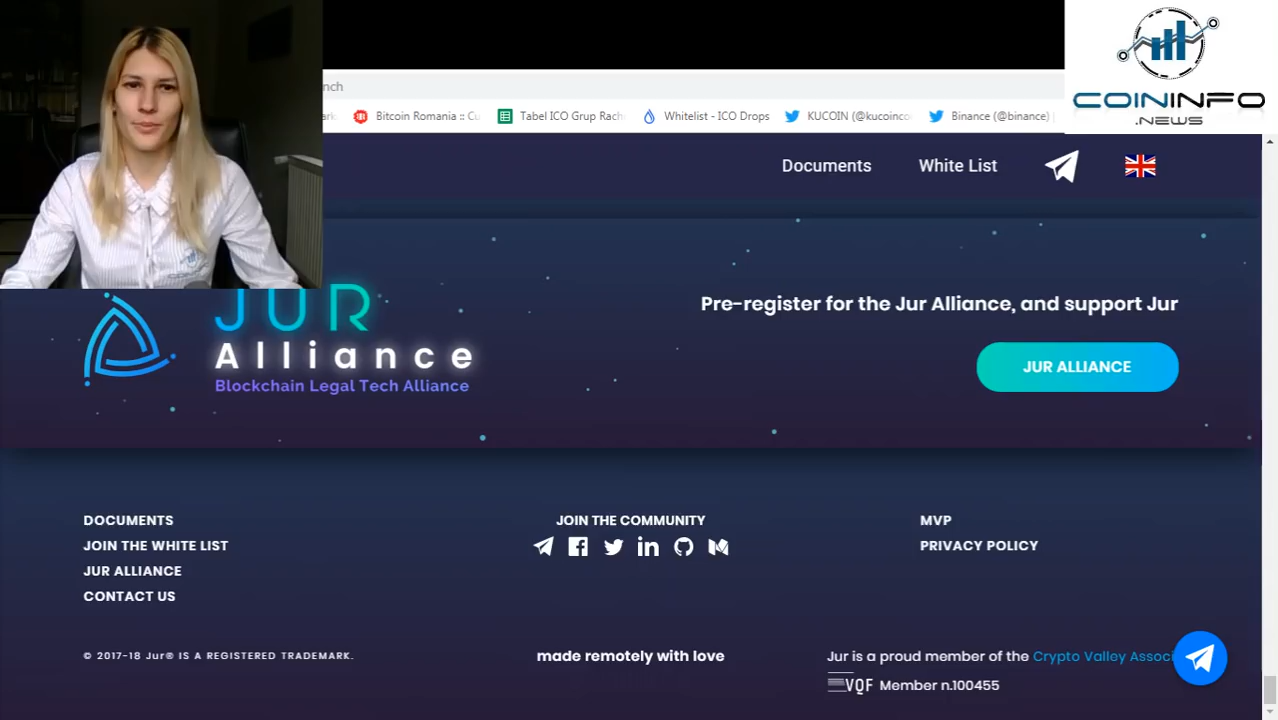 COININFO
.NEWS
nch
Bitcoin Romania :: Cu
Tabel ICO Grup Rach
Whitelist - ICO Drops
KUCOIN (@kucoinco
Binance (@binance)
Documents
White List
JUR
Alliance
Blockchain Legal Tech Alliance
Pre-register for the Jur Alliance, and support Jur
JUR ALLIANCE
DOCUMENTS
JOIN THE WHITE LIST
JUR ALLIANCE
CONTACT US
JOIN THE COMMUNITY
MVP
PRIVACY POLICY
© 2017-18 Jur® IS A REGISTERED TRADEMARK.
made remotely with love
Jur is a proud member of the Crypto Valley Associ
VQF Member n.100455